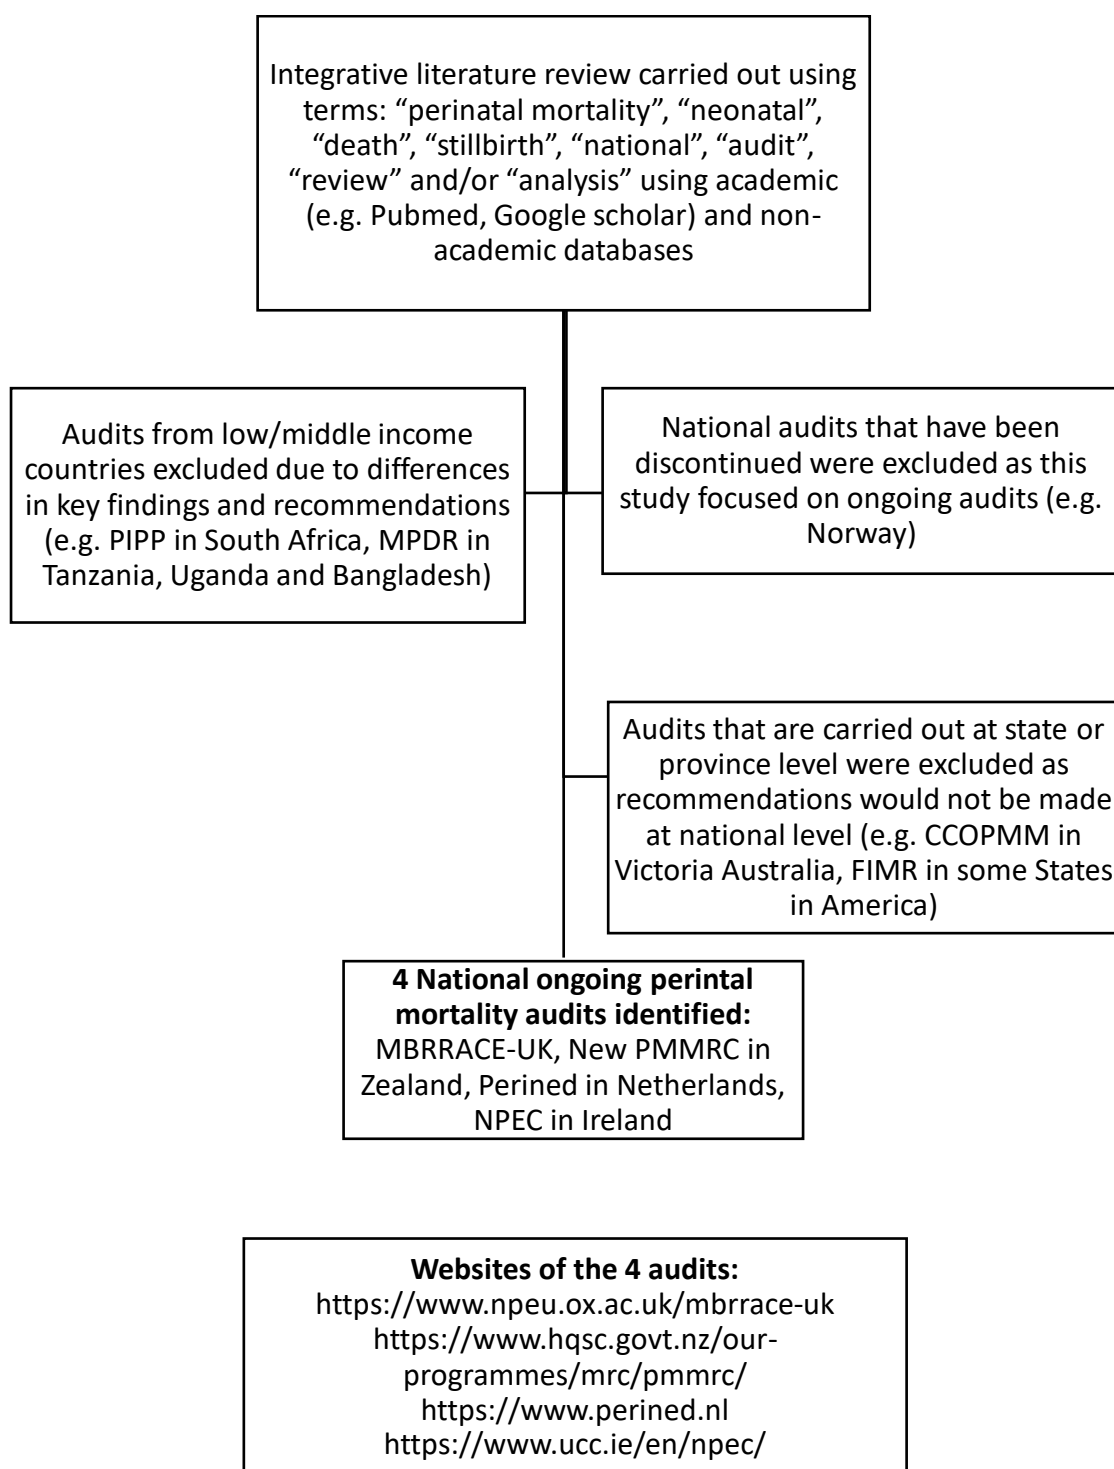 Integrative literature review carried out using
terms: “perinatal mortality”, “neonatal”,
“death”, “stillbirth”, “national”, “audit”,
“review” and/or “analysis” using academic
(e.g. Pubmed, Google scholar) and non-
academic databases
Audits from low/middle income
countries excluded due to differences
in key findings and recommendations
(e.g. PIPP in South Africa, MPDR in
Tanzania, Uganda and Bangladesh)
National audits that have been
discontinued were excluded as this
study focused on ongoing audits (e.g.
Norway)
Audits that are carried out at state or
province level were excluded as
recommendations would not be made
at national level (e.g. CCOPMM in
Victoria Australia, FIMR in some States
in America)
4 National ongoing perintal
mortality audits identified:
MBRRACE-UK, New PMMRC in
Zealand, Perined in Netherlands,
NPEC in Ireland
Websites of the 4 audits:
https://www.npeu.ox.ac.uk/mbrrace-uk
https://www.hqsc.govt.nz/our-
programmes/mrc/pmmrc/
https://www.perined.nl
https://www.ucc.ie/en/npec/